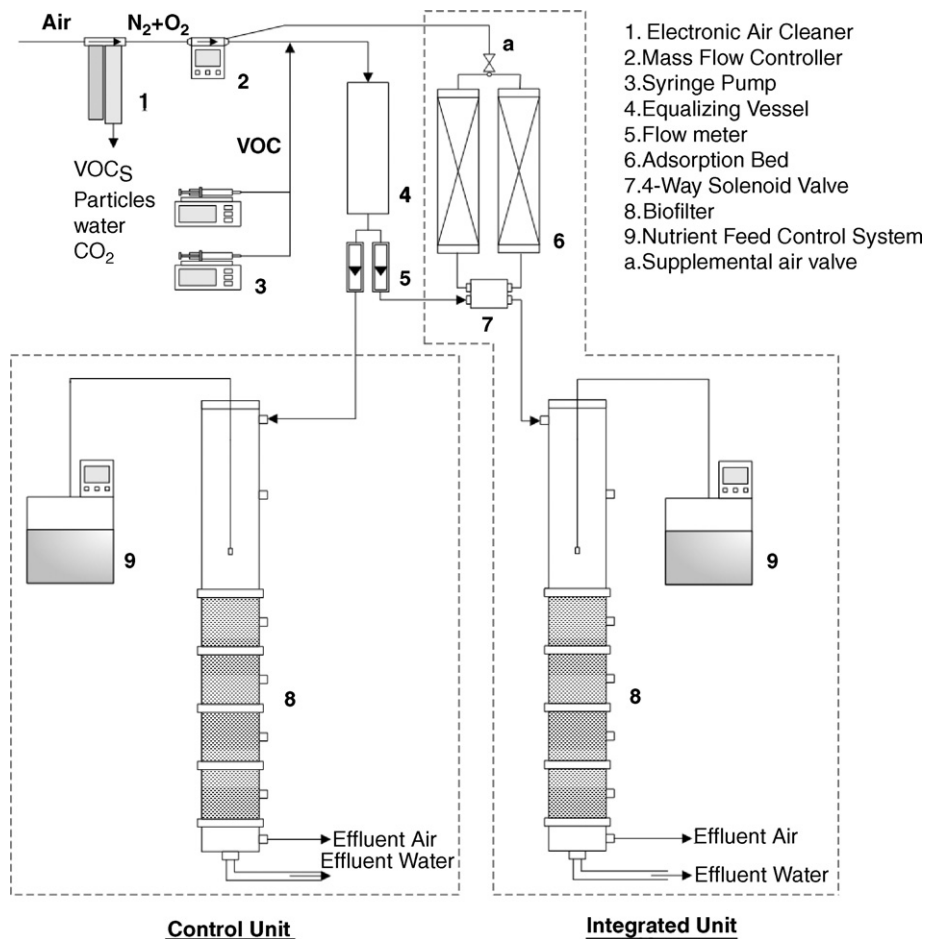 Air
N₂+O₂
1
2
VOCS
Particles
water
CO₂
VOC
3
4
5
a
6
7
1. Electronic Air Cleaner
2.Mass Flow Controller
3.Syringe Pump
4.Equalizing Vessel
5.Flow meter
6.Adsorption Bed
7.4-Way Solenoid Valve
8.Biofilter
9.Nutrient Feed Control System
a.Supplemental air valve
9
8
Effluent Air
Effluent Water
Control Unit
9
8
Effluent Air
Effluent Water
Integrated Unit